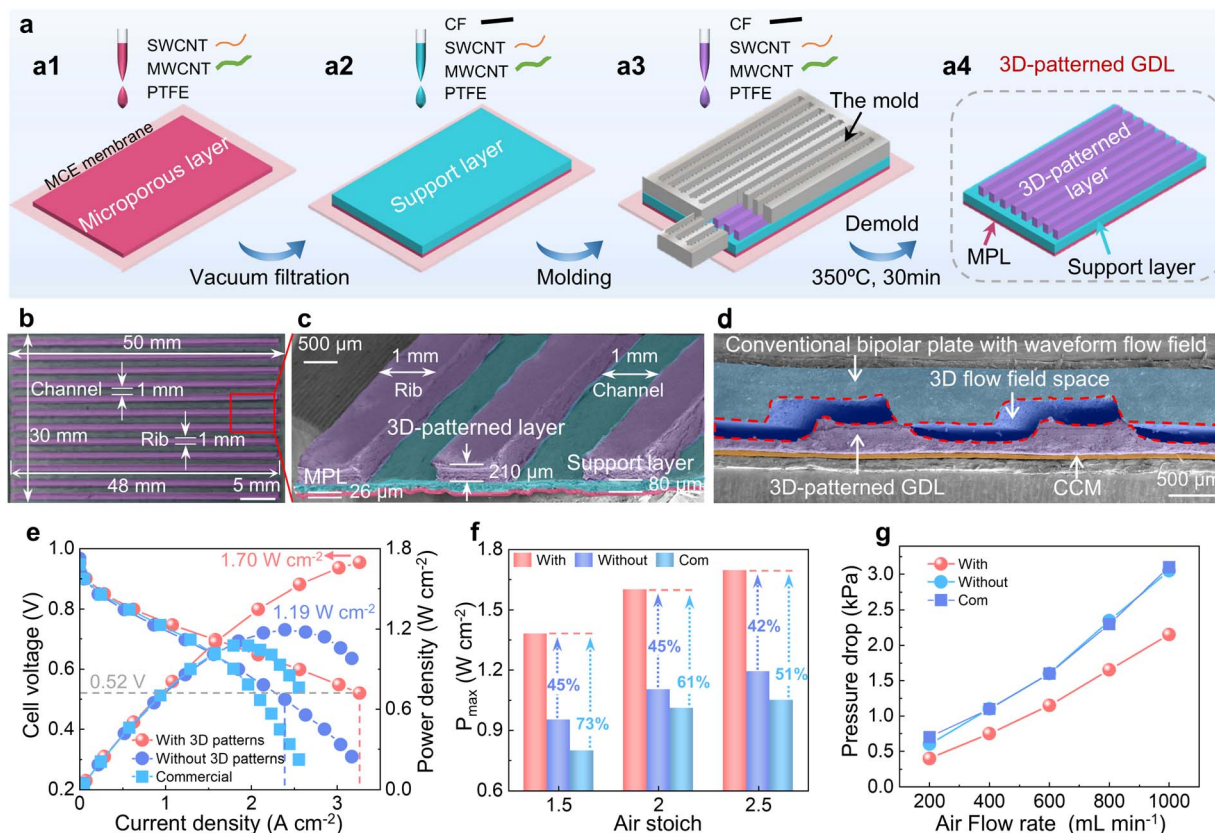 a
a1
SWCNT
MWCNT
PTFE
MCE membrane
Microporous layer
Vacuum filtration
a2
CF
SWCNT
MWCNT
PTFE
Support layer
Molding
a3
CF
SWCNT
MWCNT
PTFE
The mold
Demold
350ºC, 30min
a4
3D-patterned GDL
3D-patterned
layer
MPL
Support layer
b
50 mm
Channel
1 mm
30 mm
Rib
1 mm
48 mm
5 mm
c
500 µm
1 mm
Rib
1 mm
Channel
3D-patterned layer
210 µm
MPL
26 µm
Support layer
80 µm
d
Conventional bipolar plate with waveform flow field
3D flow field space
3D-patterned GDL
CCM
500 µm
e
Cell voltage (V)
1.0
0.8
0.6
0.4
0.2
1.70 W cm-2
1.19 W cm-2
0.52 V
With 3D patterns
Without 3D patterns
Commercial
0 1 2 3
Current density (A cm-2)
1.8
1.5
1.2
0.9
0.6
0.3
0.0
Power density (W cm-2)
f
With Without Com
Pmax (W cm-2)
1.8
1.5
1.2
0.9
0.6
45%
73%
45%
61%
42%
51%
1.5 2 2.5
Air stoich
g
With
Without
Com
Pressure drop (kPa)
3.0
2.5
2.0
1.5
1.0
0.5
0.0
200 400 600 800 1000
Air Flow rate (mL min-1)